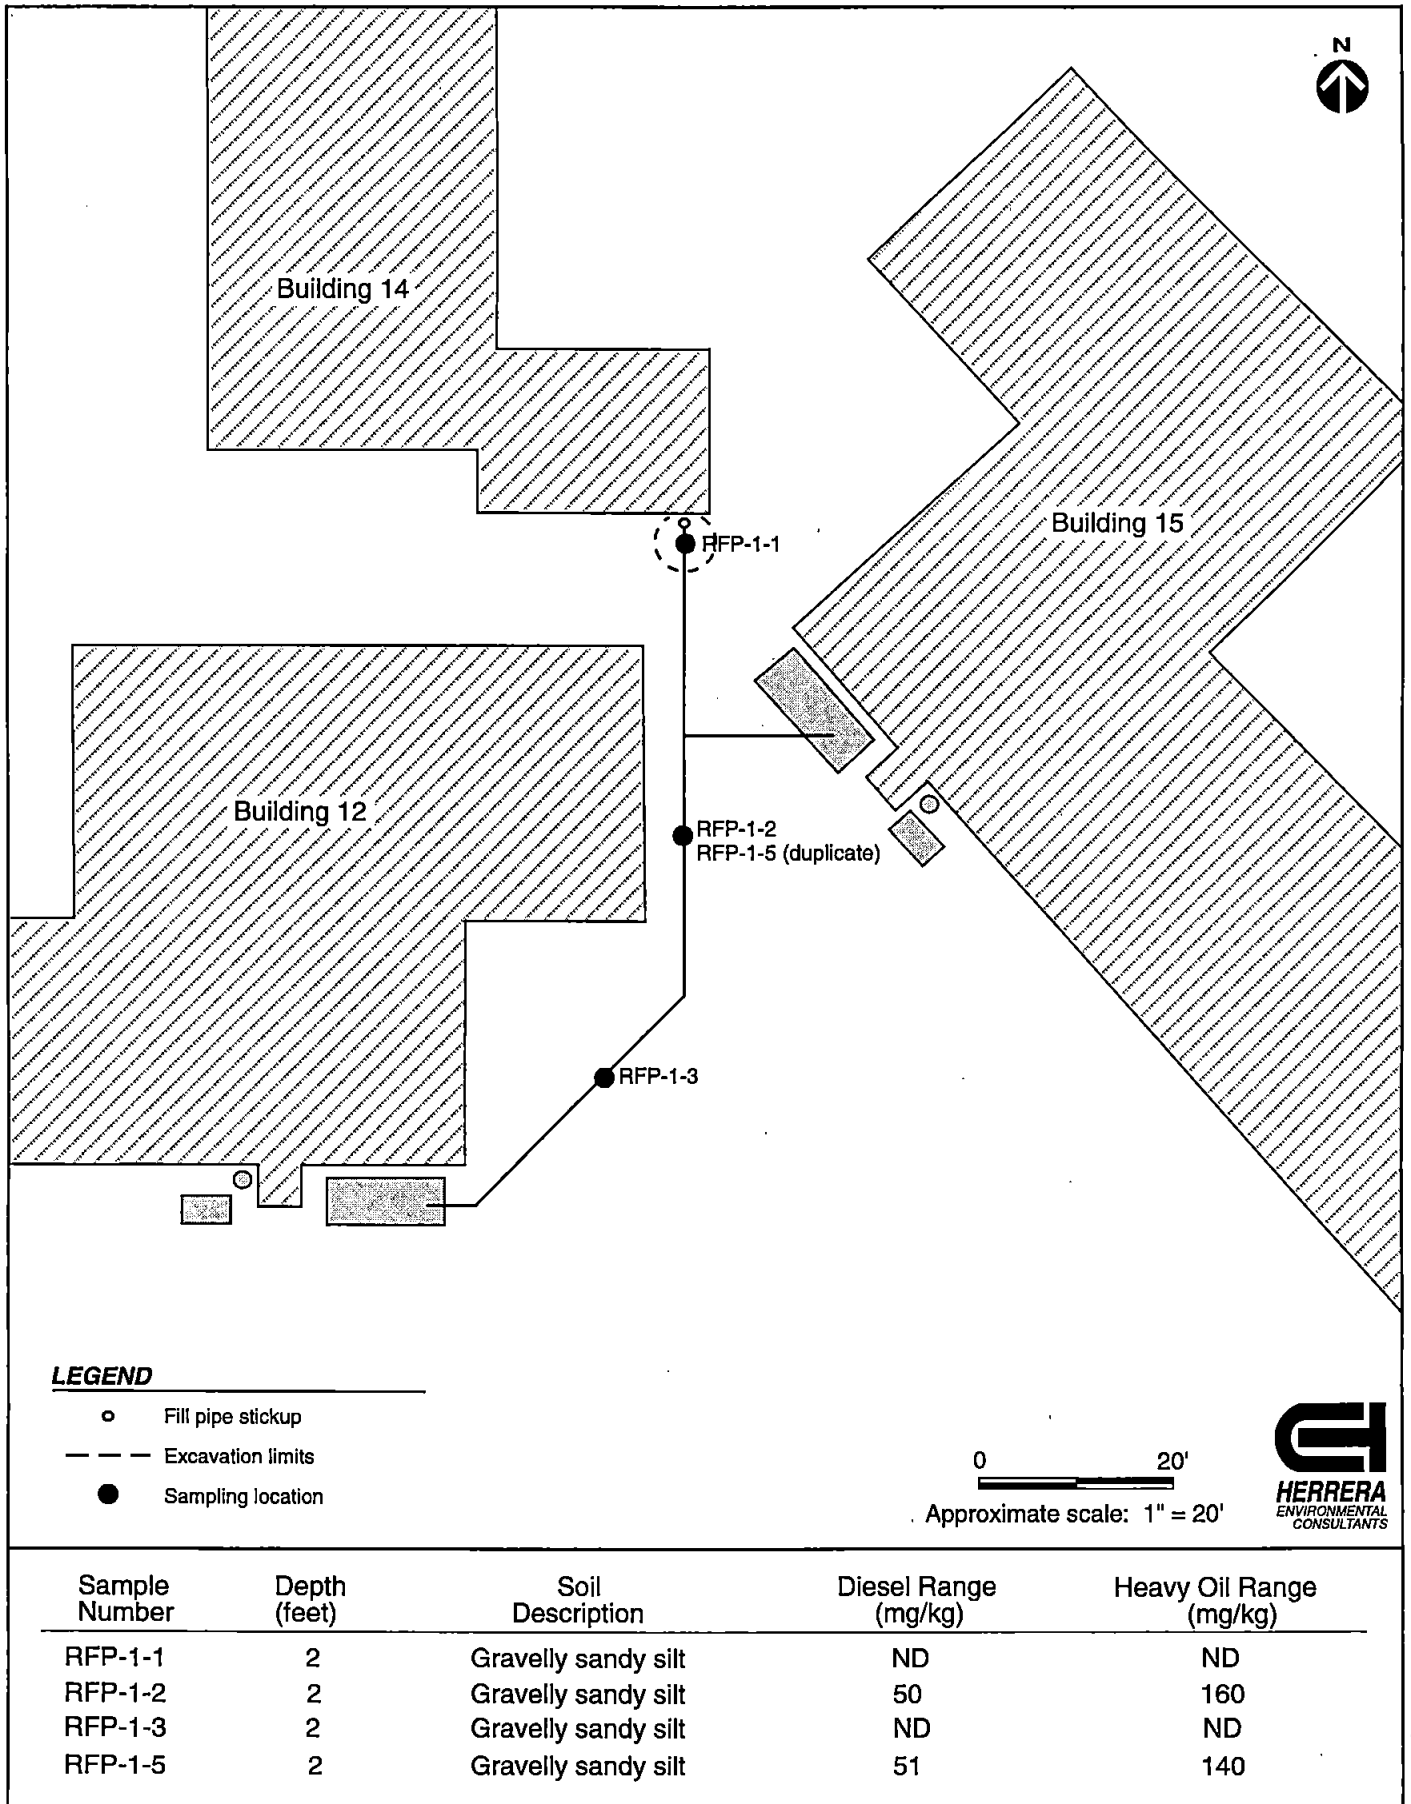 N
Building 14
Building 15
RFP-1-1
Building 12
RFP-1-2
RFP-1-5 (duplicate)
RFP-1-3
LEGEND
Fill pipe stickup
Excavation limits
Sampling location
0 20'
Approximate scale: 1" = 20'
HERRERA
ENVIRONMENTAL
CONSULTANTS
Sample Number Depth (feet) Soil Description Diesel Range (mg/kg) Heavy Oil Range (mg/kg)
RFP-1-1 2 Gravelly sandy silt ND ND
RFP-1-2 2 Gravelly sandy silt 50 160
RFP-1-3 2 Gravelly sandy silt ND ND
RFP-1-5 2 Gravelly sandy silt 51 140